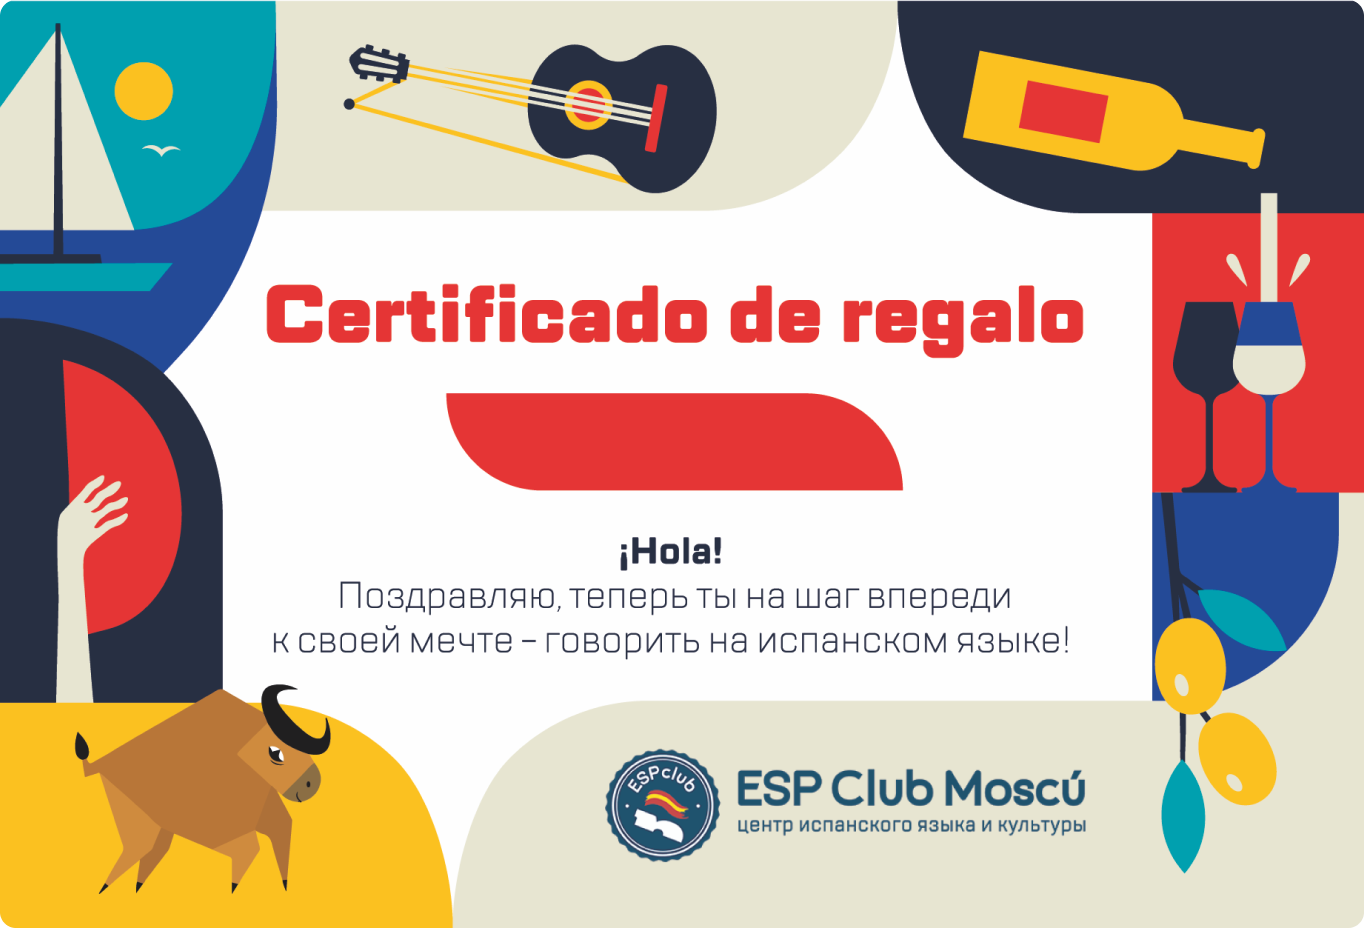 Certificado de regalo
¡Hola!
Поздравляю, теперь ты на шаг впереди
к своей мечте – говорить на испанском языке!
ESPclub
ESP Club Moscú
центр испанского языка и культуры